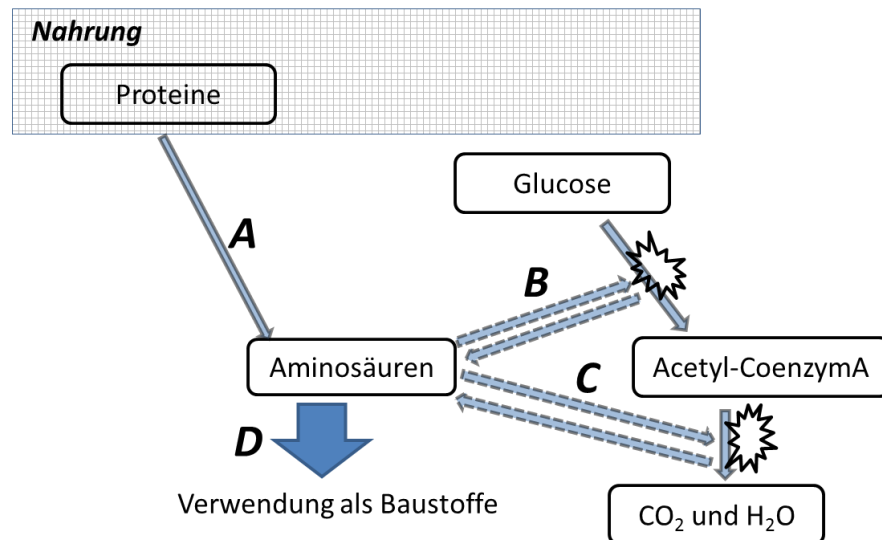 Nahrung
Proteine
Glucose
A
B
Aminosäuren
C
Acetyl-CoenzymA
D
Verwendung als Baustoffe
CO₂ und H₂O